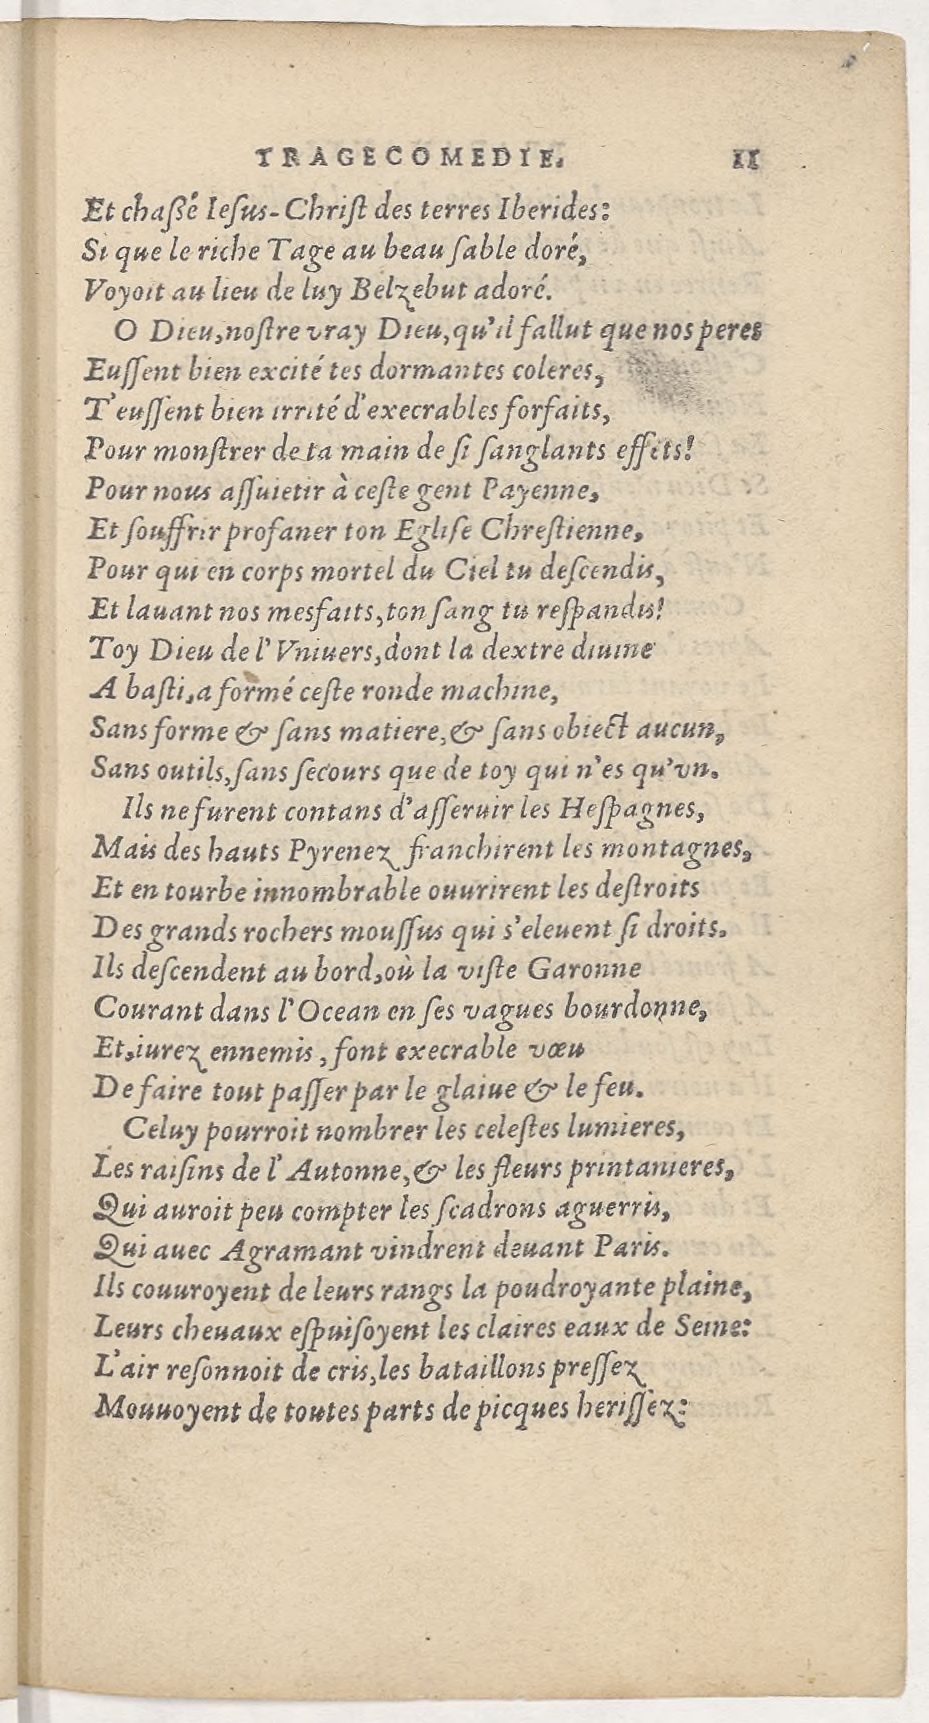 TRAGECOMEDIE. 11
Et chaßé Ieſus-Chriſt des terres Iberides:
Si que le riche Tage au beau ſable doré,
Voyoit au lieu de luy Belzebut adoré.
O Dieu, noſtre vray Dieu, qu'il fallut que nos peres
Euſſent bien excité tes dormantes coleres,
T'euſſent bien irrité d'execrables forfaits,
Pour monſtrer de ta main de ſi ſanglants effets!
Pour nous aſſuietir à ceſte gent Payenne,
Et ſouffrir profaner ton Egliſe Chreſtienne,
Pour qui en corps mortel du Ciel tu deſcendis,
Et lauant nos mesfaits, ton ſang tu reſpandis!
Toy Dieu de l'Vniuers, dont la dextre diuine
A baſti, a formé ceſte ronde machine,
Sans forme & ſans matiere, & ſans obiect aucun,
Sans outils, ſans ſecours que de toy qui n'es qu'vn.
Ils ne furent contans d'aſſeruir les Heſpagnes,
Mais des hauts Pyrenez franchirent les montagnes,
Et en tourbe innombrable ouurirent les deſtroits
Des grands rochers mouſſus qui s'eleuent ſi droits.
Ils deſcendent au bord, où la viſte Garonne
Courant dans l'Ocean en ſes vagues bourdonne,
Et, iurez ennemis, font execrable vœu
De faire tout paſſer par le glaiue & le feu.
Celuy pourroit nombrer les celeſtes lumieres,
Les raiſins de l'Autonne, & les fleurs printanieres,
Qui auroit peu compter les ſcadrons aguerris,
Qui auec Agramant vindrent deuant Paris.
Ils couuroyent de leurs rangs la poudroyante plaine,
Leurs cheuaux eſpuiſoyent les claires eaux de Seine:
L'air reſonnoit de cris, les bataillons preſſez
Mouuoyent de toutes parts de picques heriſſez: